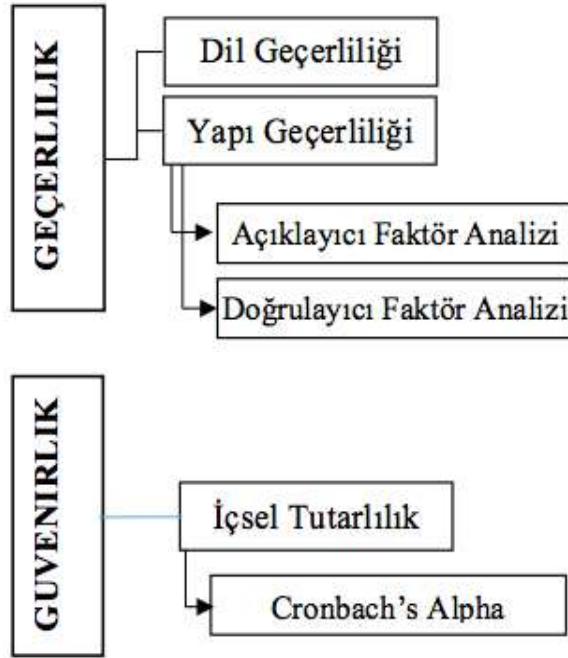 GEÇERLILIK
Dil Geçerliliği
Yapı Geçerliliği
Açıklayıcı Faktör Analizi
Doğrulayıcı Faktör Analizi
GUVENIRLIK
İçsel Tutarlılık
Cronbach's Alpha